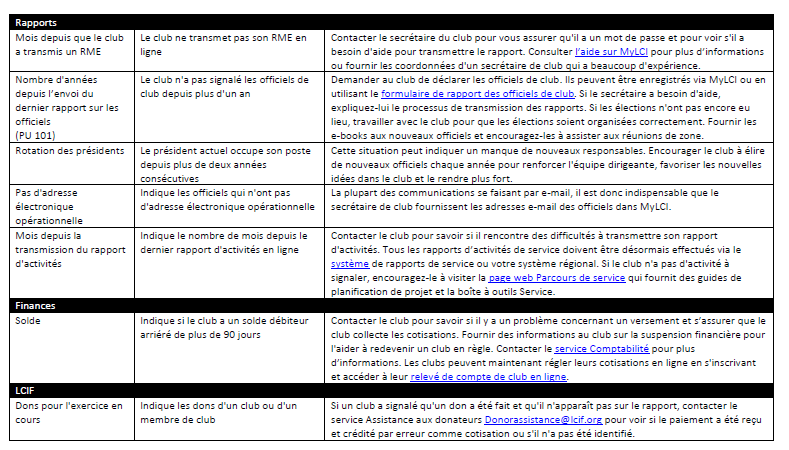 Rapports
Mois depuis que le club
a transmis un RME
Le club ne transmet pas son RME en
ligne
Contacter le secrétaire du club pour vous assurer qu'il a un mot de passe et pour voir s'il a
besoin d'aide pour transmettre le rapport. Consulter l'aide sur MyLCI pour plus d'informations
ou fournir les coordonnées d'un secrétaire de club qui a beaucoup d'expérience.
Nombre d'années
depuis l'envoi du
dernier rapport sur les
officiels
(PU 101)
Le club n'a pas signalé les officiels de
club depuis plus d'un an
Demander au club de déclarer les officiels de club. Ils peuvent être enregistrés via MyLCI ou en
utilisant le formulaire de rapport des officiels de club. Si le secrétaire a besoin d'aide,
expliquez-lui le processus de transmission des rapports. Si les élections n'ont pas encore eu
lieu, travailler avec le club pour que les élections soient organisées correctement. Fournir les
e-books aux nouveaux officiels et encouragez-les à assister aux réunions de zone.
Rotation des présidents
Le président actuel occupe son poste
depuis plus de deux années
consécutives
Cette situation peut indiquer un manque de nouveaux responsables. Encourager le club à élire
de nouveaux officiels chaque année pour renforcer l'équipe dirigeante, favoriser les nouvelles
idées dans le club et le rendre plus fort.
Pas d'adresse
électronique
opérationnelle
Indique les officiels qui n'ont pas
d'adresse électronique opérationnelle
La plupart des communications se faisant par e-mail, il est donc indispensable que le
secrétaire de club fournissent les adresses e-mail des officiels dans MyLCI.
Mois depuis la
transmission du rapport
d'activités
Indique le nombre de mois depuis le
dernier rapport d'activités en ligne
Contacter le club pour savoir si il rencontre des difficultés à transmettre son rapport
d'activités. Tous les rapports d'activités de service doivent être désormais effectués via le
système de rapports de service ou votre système régional. Si le club n'a pas d'activité à
signaler, encouragez-le à visiter la page web Parcours de service qui fournit des guides de
planification de projet et la boîte à outils Service.
Finances
Solde
Indique si le club a un solde débiteur
arriéré de plus de 90 jours
Contacter le club pour savoir si il y a un problème concernant un versement et s'assurer que le
club collecte les cotisations. Fournir des informations au club sur la suspension financière pour
l'aider à redevenir un club en règle. Contacter le service Comptabilité pour plus
d'informations. Les clubs peuvent maintenant régler leurs cotisations en ligne en s'inscrivant
et accéder à leur relevé de compte de club en ligne.
LCIF
Dons pour l'exercice en
cours
Indique les dons d'un club ou d'un
membre de club
Si un club a signalé qu'un don a été fait et qu'il n'apparaît pas sur le rapport, contacter le
service Assistance aux donateurs Donorassistance@lcif.org pour voir si le paiement a été reçu
et crédité par erreur comme cotisation ou s'il n'a pas été identifié.